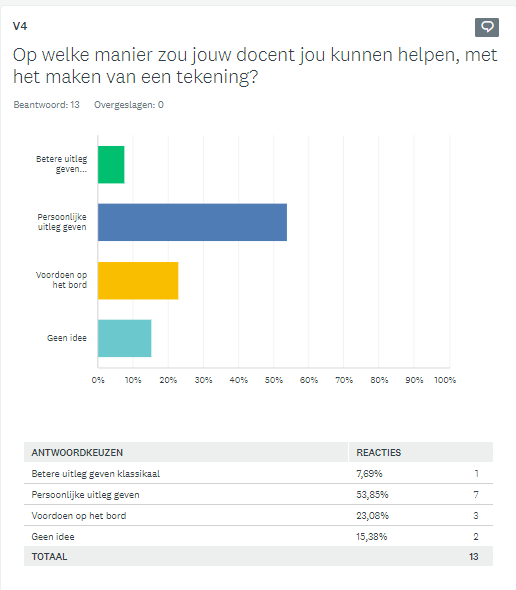 V4
Op welke manier zou jouw docent jou kunnen helpen, met
het maken van een tekening?
Beantwoord: 13 Overgeslagen: 0
Betere uitleg
geven...
Persoonlijke
uitleg geven
Voordoen op
het bord
Geen idee
0% 10% 20% 30% 40% 50% 60% 70% 80% 90% 100%
ANTWOORDKEUZEN REACTIES
Betere uitleg geven klassikaal 7,69% 1
Persoonlijke uitleg geven 53,85% 7
Voordoen op het bord 23,08% 3
Geen idee 15,38% 2
TOTAAL 13